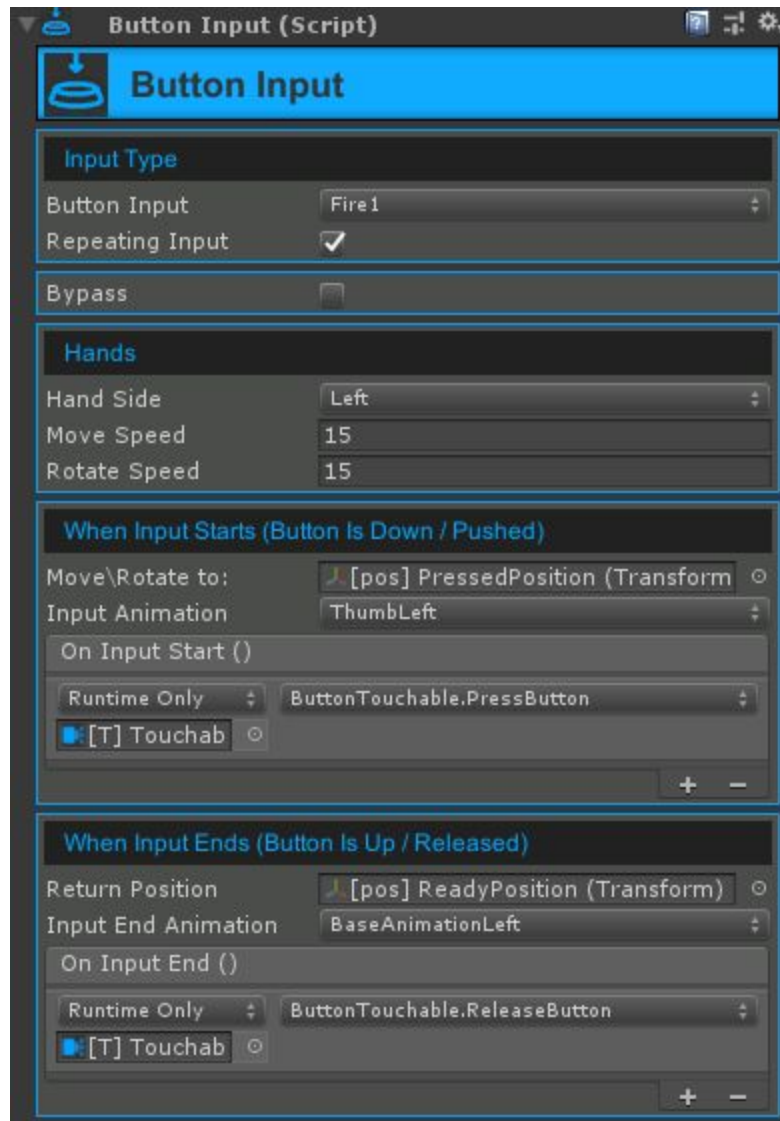 Button Input (Script)
Button Input
Input Type
Button Input Fire1
Repeating Input
Bypass
Hands
Hand Side Left
Move Speed 15
Rotate Speed 15
When Input Starts (Button Is Down / Pushed)
Move\Rotate to: [pos] PressedPosition (Transform
Input Animation ThumbLeft
On Input Start ()
Runtime Only ButtonTouchable.PressButton
[T] Touchab
+ −
When Input Ends (Button Is Up / Released)
Return Position [pos] ReadyPosition (Transform)
Input End Animation BaseAnimationLeft
On Input End ()
Runtime Only ButtonTouchable.ReleaseButton
[T] Touchab
+ −